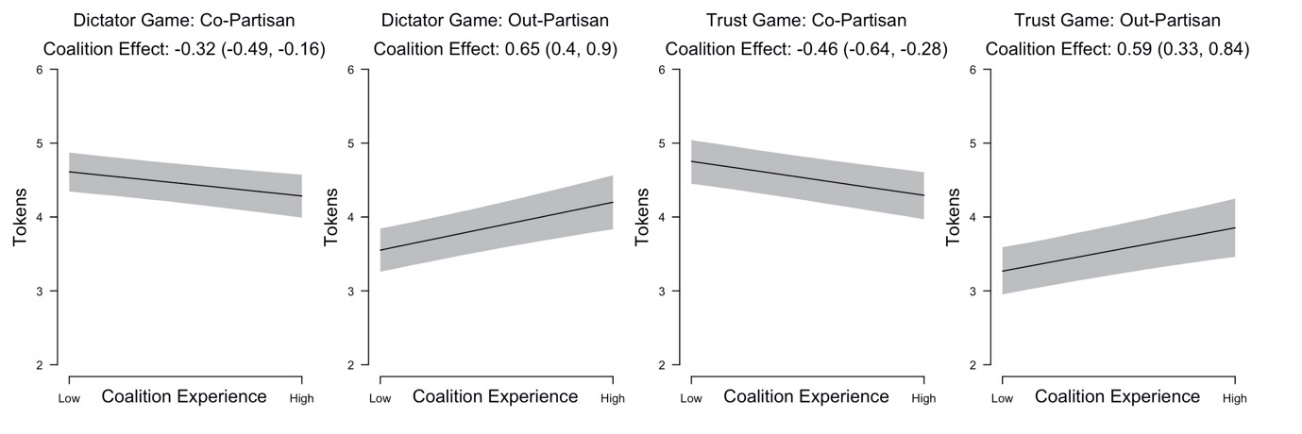 Dictator Game: Co-Partisan
Coalition Effect: -0.32 (-0.49, -0.16)
6
5
4
3
2
Tokens
Low Coalition Experience High
Dictator Game: Out-Partisan
Coalition Effect: 0.65 (0.4, 0.9)
6
5
4
3
2
Tokens
Low Coalition Experience High
Trust Game: Co-Partisan
Coalition Effect: -0.46 (-0.64, -0.28)
6
5
4
3
2
Tokens
Low Coalition Experience High
Trust Game: Out-Partisan
Coalition Effect: 0.59 (0.33, 0.84)
6
5
4
3
2
Tokens
Low Coalition Experience High